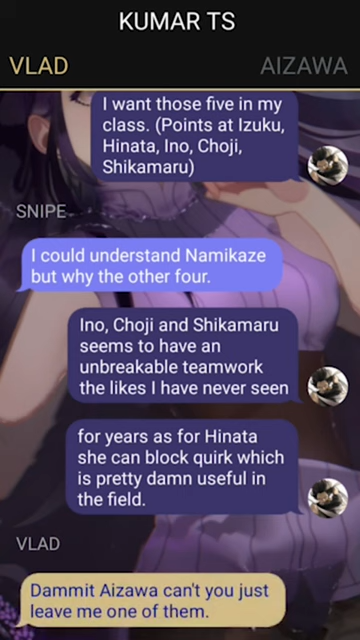 KUMAR TS
VLAD
AIZAWA
I want those five in my
class. (Points at Izuku,
Hinata, Ino, Choji,
Shikamaru)
SNIPE
I could understand Namikaze
but why the other four.
Ino, Choji and Shikamaru
seems to have an
unbreakable teamwork
the likes I have never seen
for years as for Hinata
she can block quirk which
is pretty damn useful in
the field.
VLAD
Dammit Aizawa can't you just
leave me one of them.